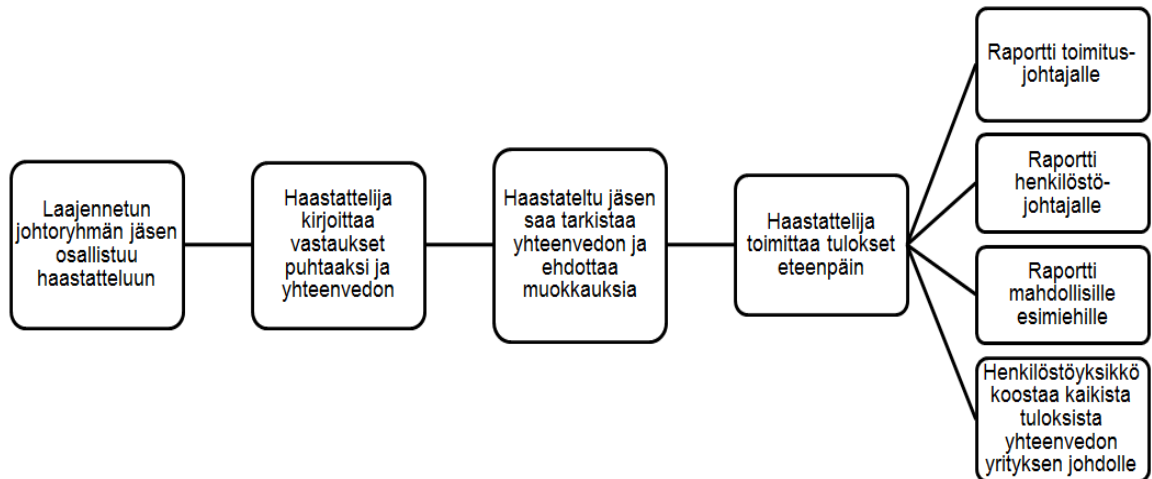 Laajennetun
johtoryhmän jäsen
osallistuu
haastatteluun
Haastattelija
kirjoittaa
vastaukset
puhtaaksi ja
yhteenvedon
Haastateltu jäsen
saa tarkistaa
yhteenvedon ja
ehdottaa
muokkauksia
Haastattelija
toimittaa tulokset
eteenpäin
Raportti toimitus-
johtajalle
Raportti
henkilöstö-
johtajalle
Raportti
mahdollisille
esimiehille
Henkilöstöyksikkö
koostaa kaikista
tuloksista
yhteenvedon
yrityksen johdolle